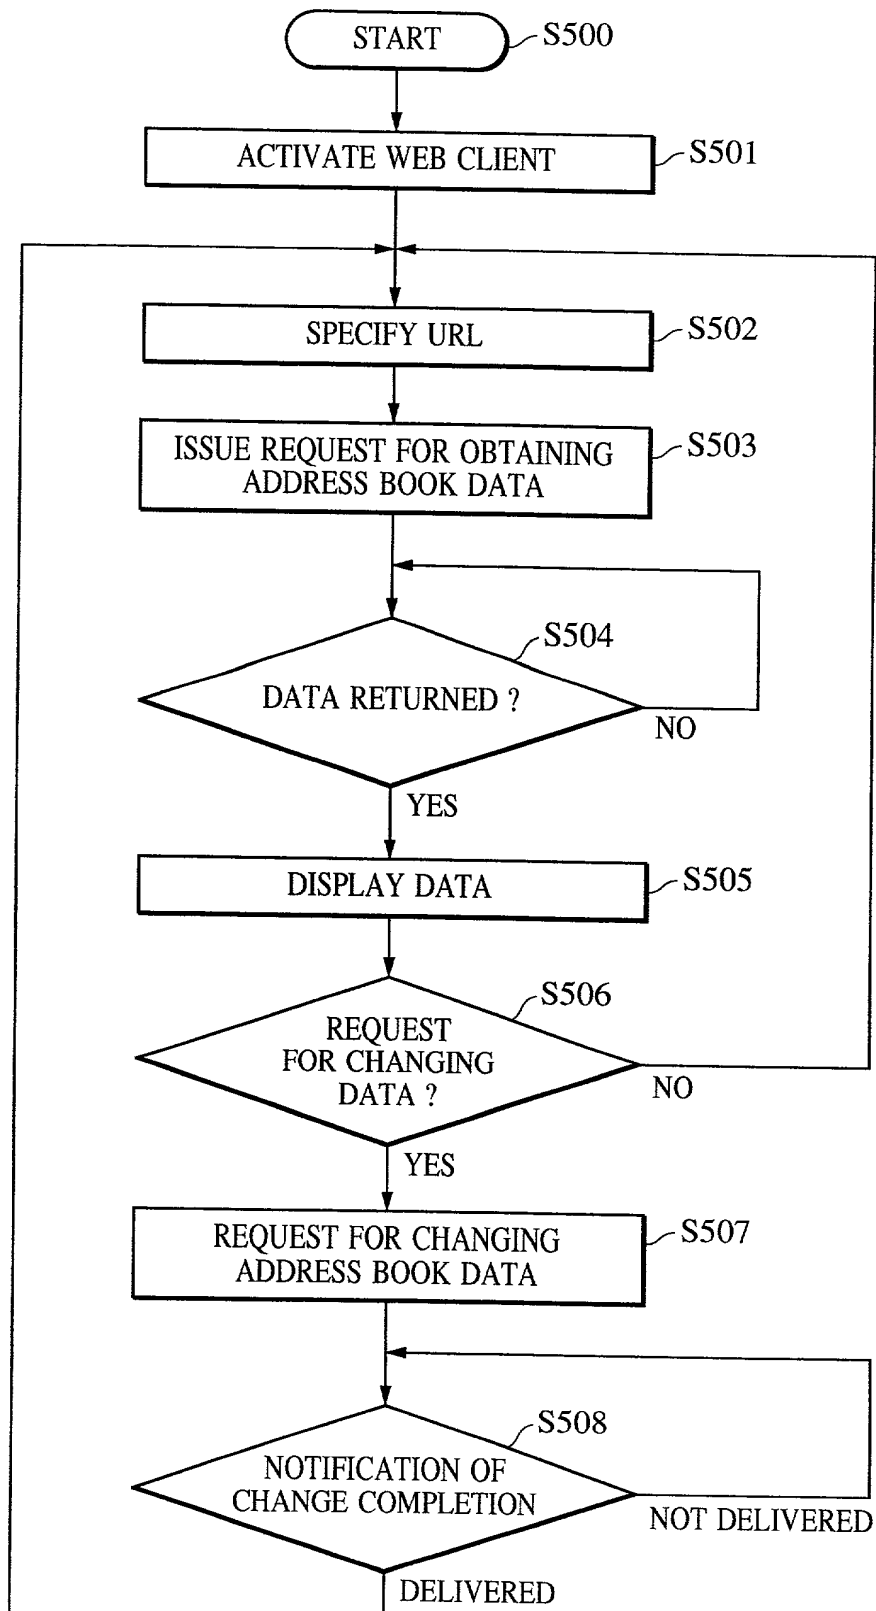 START
S500
ACTIVATE WEB CLIENT
S501
SPECIFY URL
S502
ISSUE REQUEST FOR OBTAINING
ADDRESS BOOK DATA
S503
S504
DATA RETURNED ?
NO
YES
DISPLAY DATA
S505
S506
REQUEST
FOR CHANGING
DATA ?
NO
YES
REQUEST FOR CHANGING
ADDRESS BOOK DATA
S507
S508
NOTIFICATION OF
CHANGE COMPLETION
NOT DELIVERED
DELIVERED